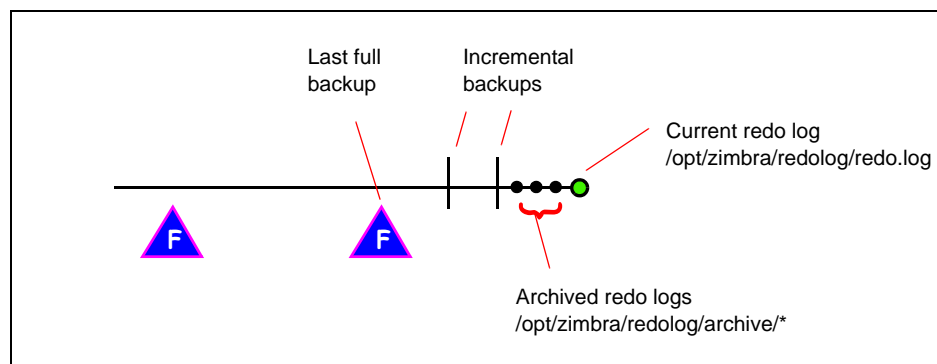 Last full
backup
Incremental
backups
Current redo log
/opt/zimbra/redolog/redo.log
F
F
Archived redo logs
/opt/zimbra/redolog/archive/*